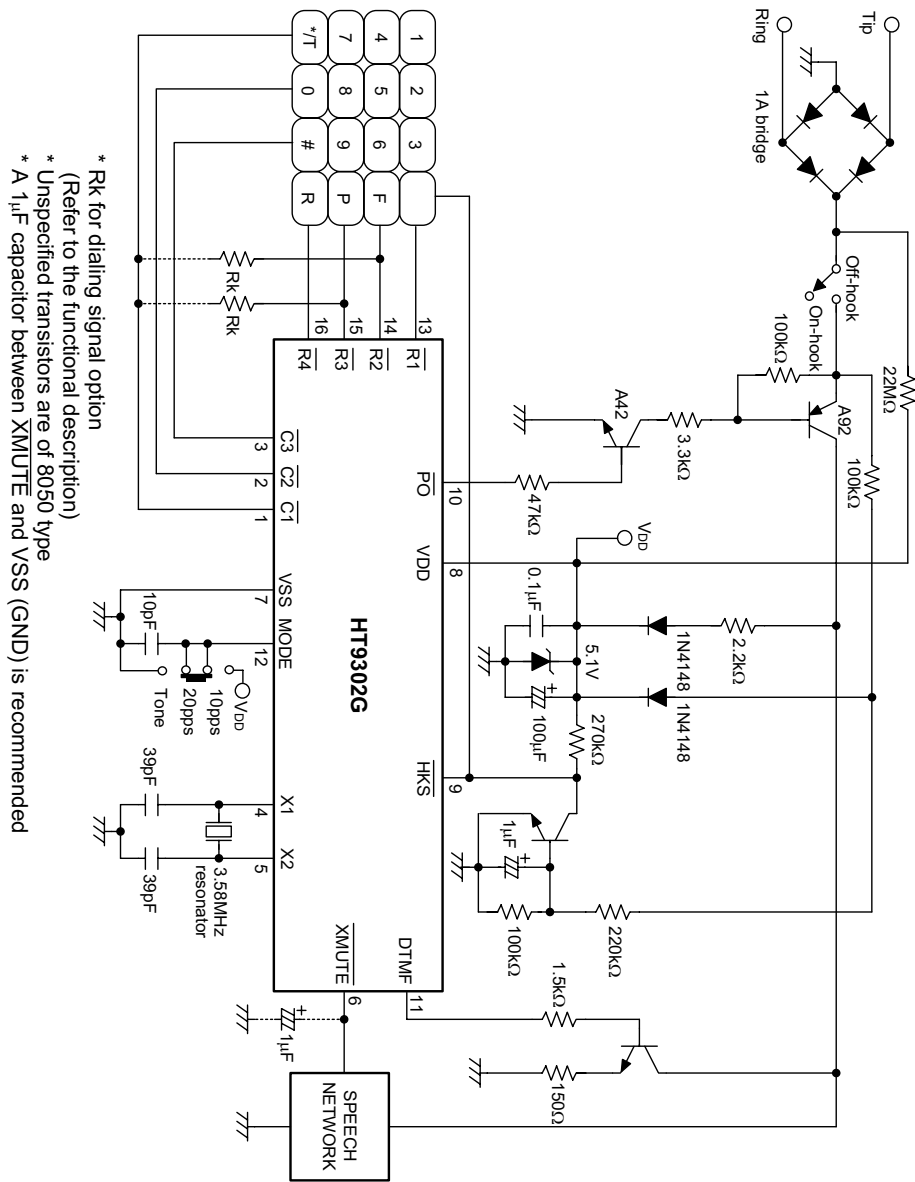 Tip
Ring
1A bridge
Off-hook
On-hook
22MΩ
100kΩ
A92
100kΩ
A42
3.3kΩ
47kΩ
VDD
0.1μF
5.1V
100μF
1N4148
1N4148
2.2kΩ
270kΩ
1μF
100kΩ
220kΩ
1.5kΩ
150Ω
1
2
3
4
5
6
F
7
8
9
P
*/T
0
#
R
Rk
Rk
13
14
15
16
R1
R2
R3
R4
10
8
9
11
PO
VDD
HKS
DTMF
HT9302G
C3
C2
C1
VSS
MODE
X1
X2
XMUTE
3
2
1
7
12
4
5
6
10pF
VDD
10pps
20pps
Tone
39pF
39pF
3.58MHz
resonator
1μF
SPEECH
NETWORK
* Rk for dialing signal option
(Refer to the functional description)
* Unspecified transistors are of 8050 type
* A 1μF capacitor between XMUTE and VSS (GND) is recommended